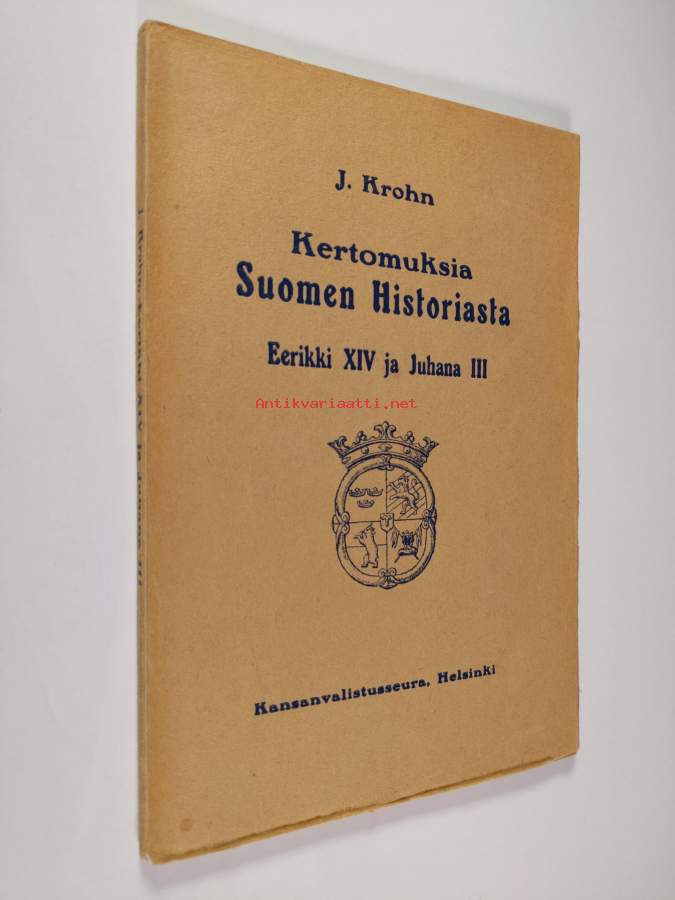 J. Krohn
Kertomuksia
Suomen Historiasta
Eerikki XIV ja Juhana III
Antikvariaatti.net
Kansanvalistusseura, Helsinki